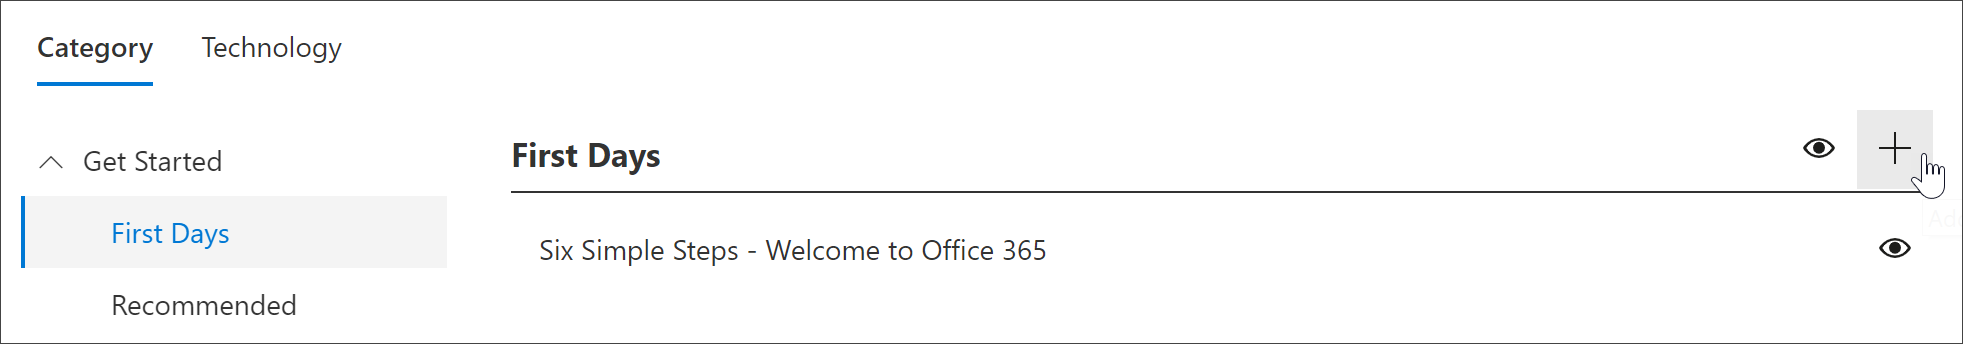 Category
Technology
Get Started
First Days
Recommended
First Days
Six Simple Steps - Welcome to Office 365